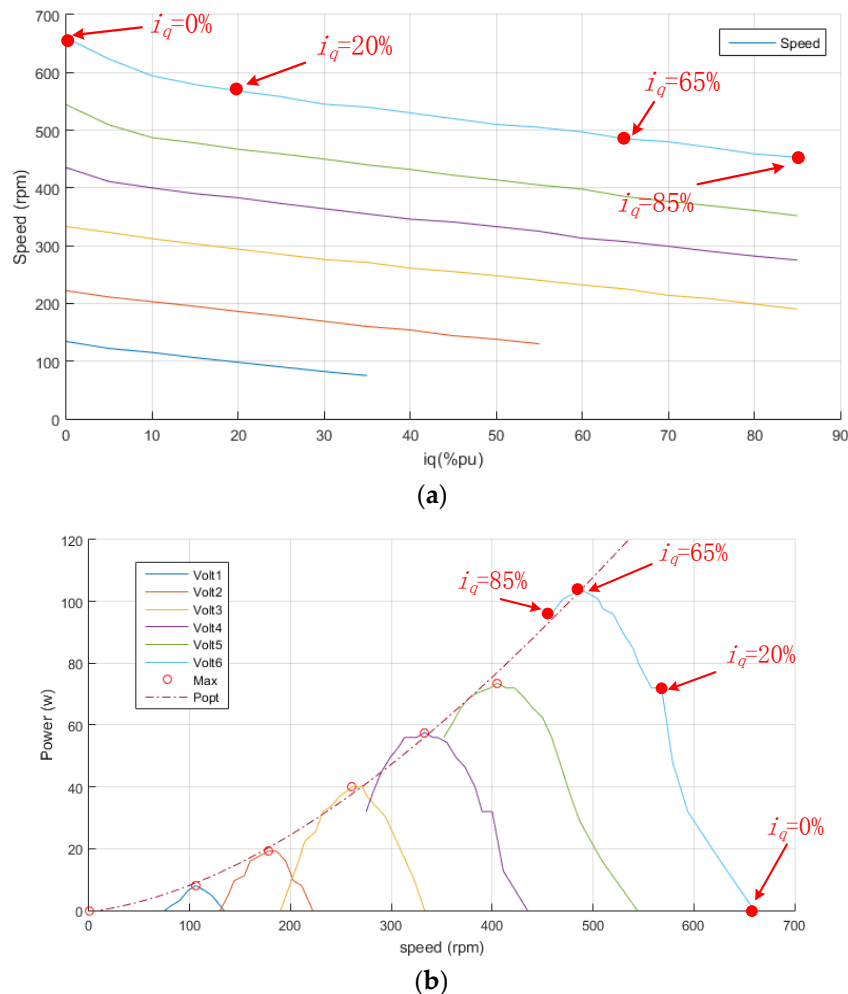 700
600
500
400
300
200
100
0
Speed (rpm)
i_q=0%
i_q=20%
i_q=65%
i_q=85%
Speed
0 10 20 30 40 50 60 70 80 90
iq(%pu)
(a)
120
100
80
60
40
20
0
Power (w)
Volt1
Volt2
Volt3
Volt4
Volt5
Volt6
Max
Popt
i_q=85%
i_q=65%
i_q=20%
i_q=0%
0 100 200 300 400 500 600 700
speed (rpm)
(b)